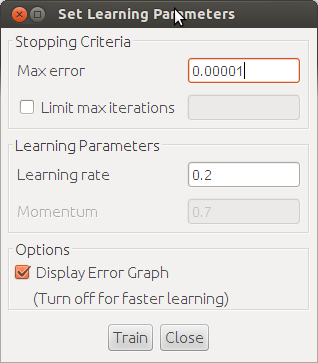 Set Learning Parameters
Stopping Criteria
Max error 0.00001
Limit max iterations
Learning Parameters
Learning rate 0.2
Momentum 0.7
Options
Display Error Graph
(Turn off for faster learning)
Train Close